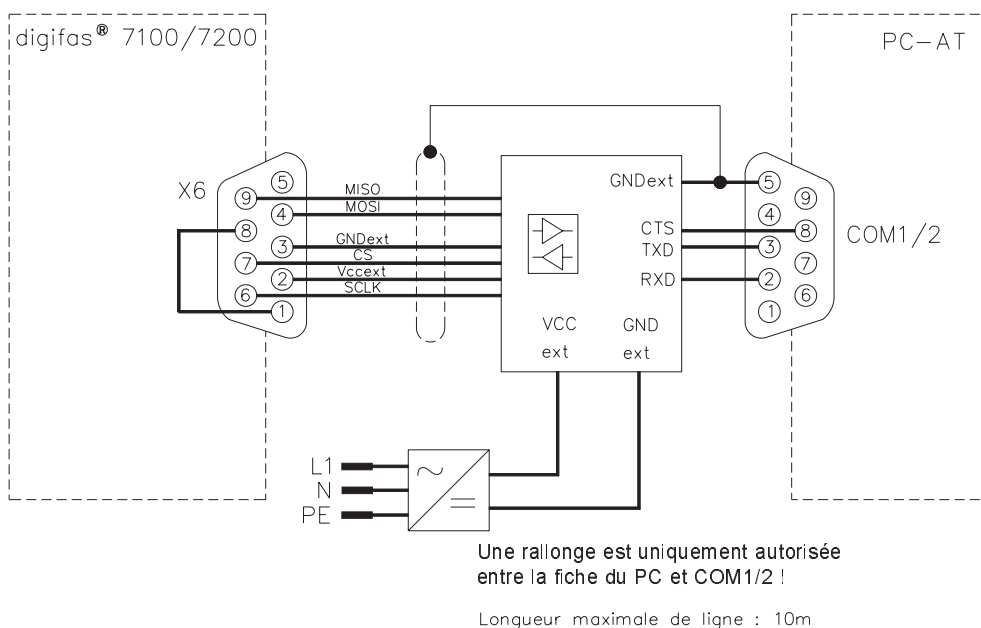 digifas® 7100/7200
PC-AT
X6
5
9
4
8
3
7
2
6
1
MISO
MOSI
GNDext
CS
Vccext
SCLK
GNDext
CTS
TXD
RXD
VCC
ext
GND
ext
5
9
4
8
3
7
2
6
1
COM1/2
L1
N
PE
Une rallonge est uniquement autorisée
entre la fiche du PC et COM1/2 !
Longueur maximale de ligne : 10m